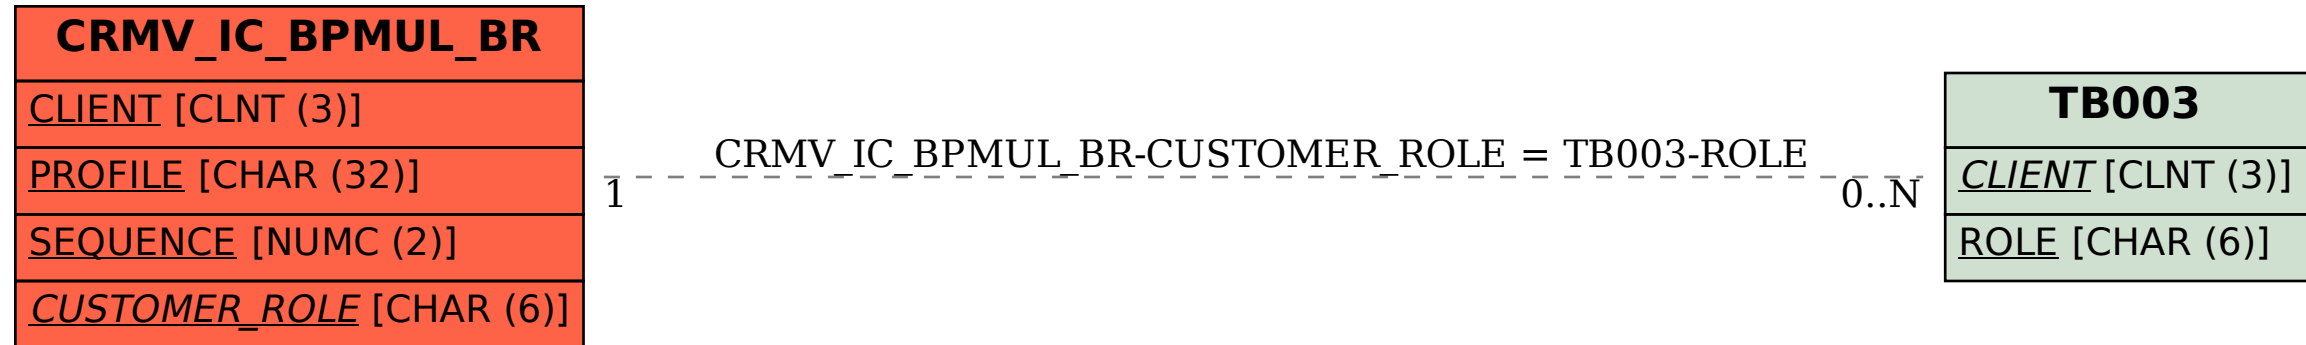 CRMV_IC_BPMUL_BR
CLIENT [CLNT (3)]
PROFILE [CHAR (32)]
SEQUENCE [NUMC (2)]
CUSTOMER_ROLE [CHAR (6)]
CRMV_IC_BPMUL_BR-CUSTOMER_ROLE = TB003-ROLE
1
0..N
TB003
CLIENT [CLNT (3)]
ROLE [CHAR (6)]